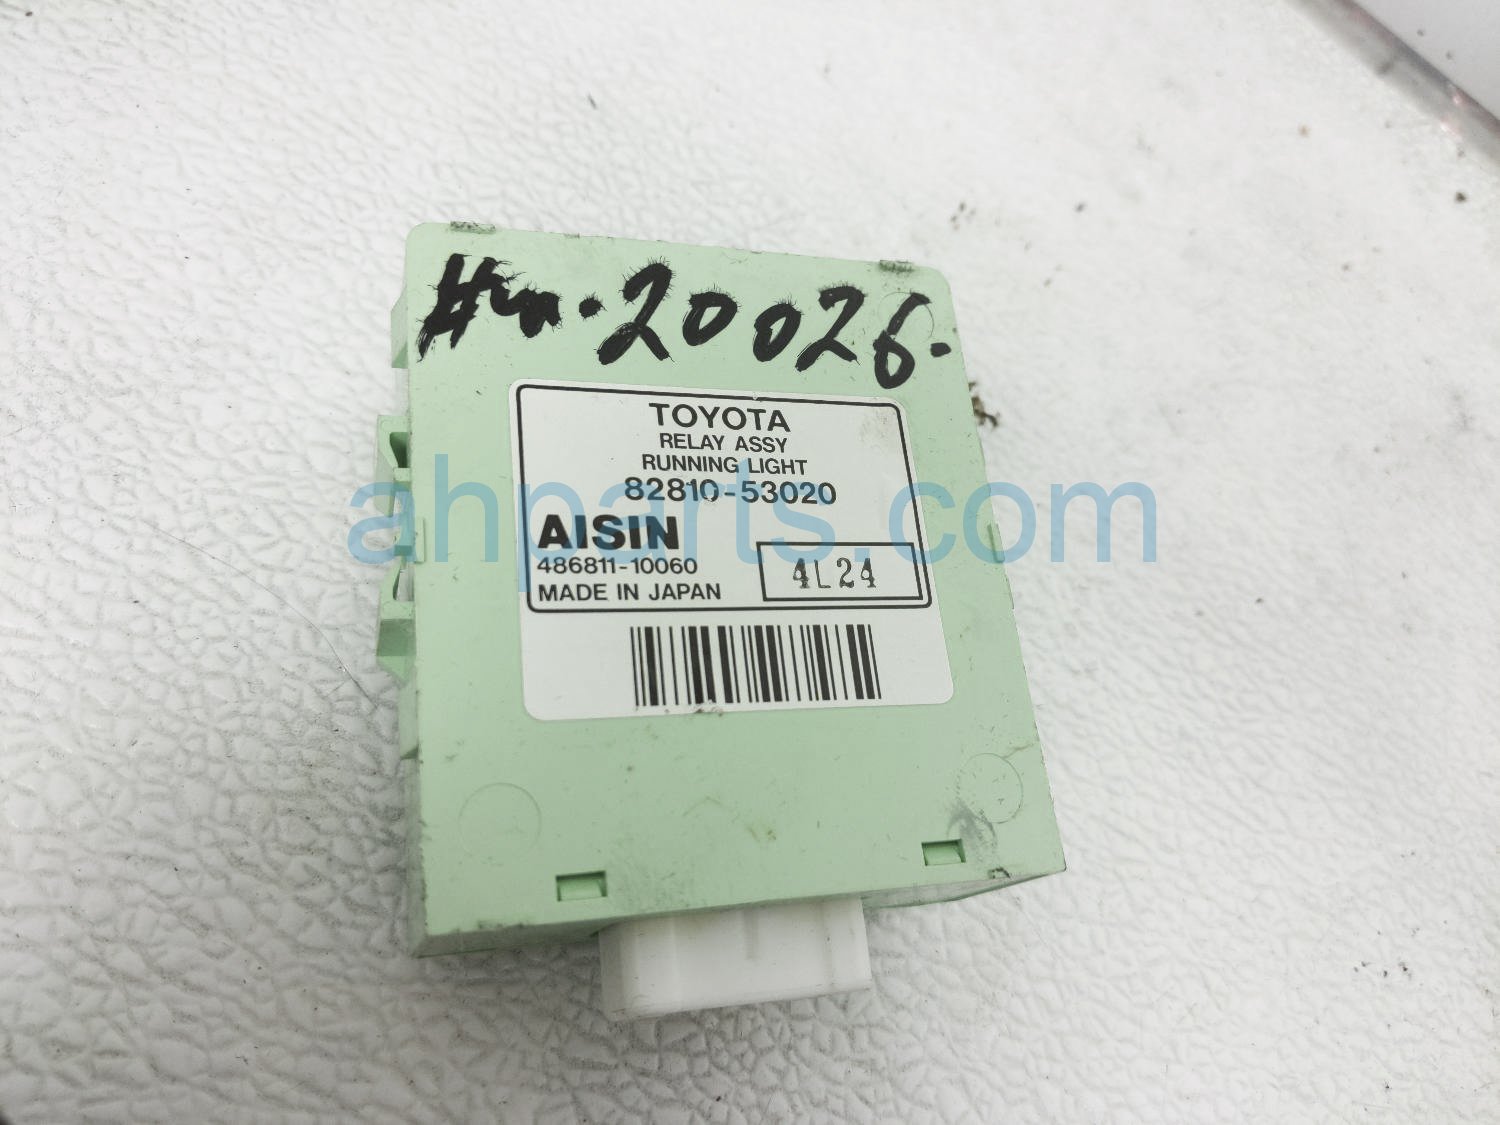 20026.
TOYOTA
RELAY ASSY
RUNNING LIGHT
82810-53020
AISIN
486811-10060
MADE IN JAPAN
4L24
ahparts.com